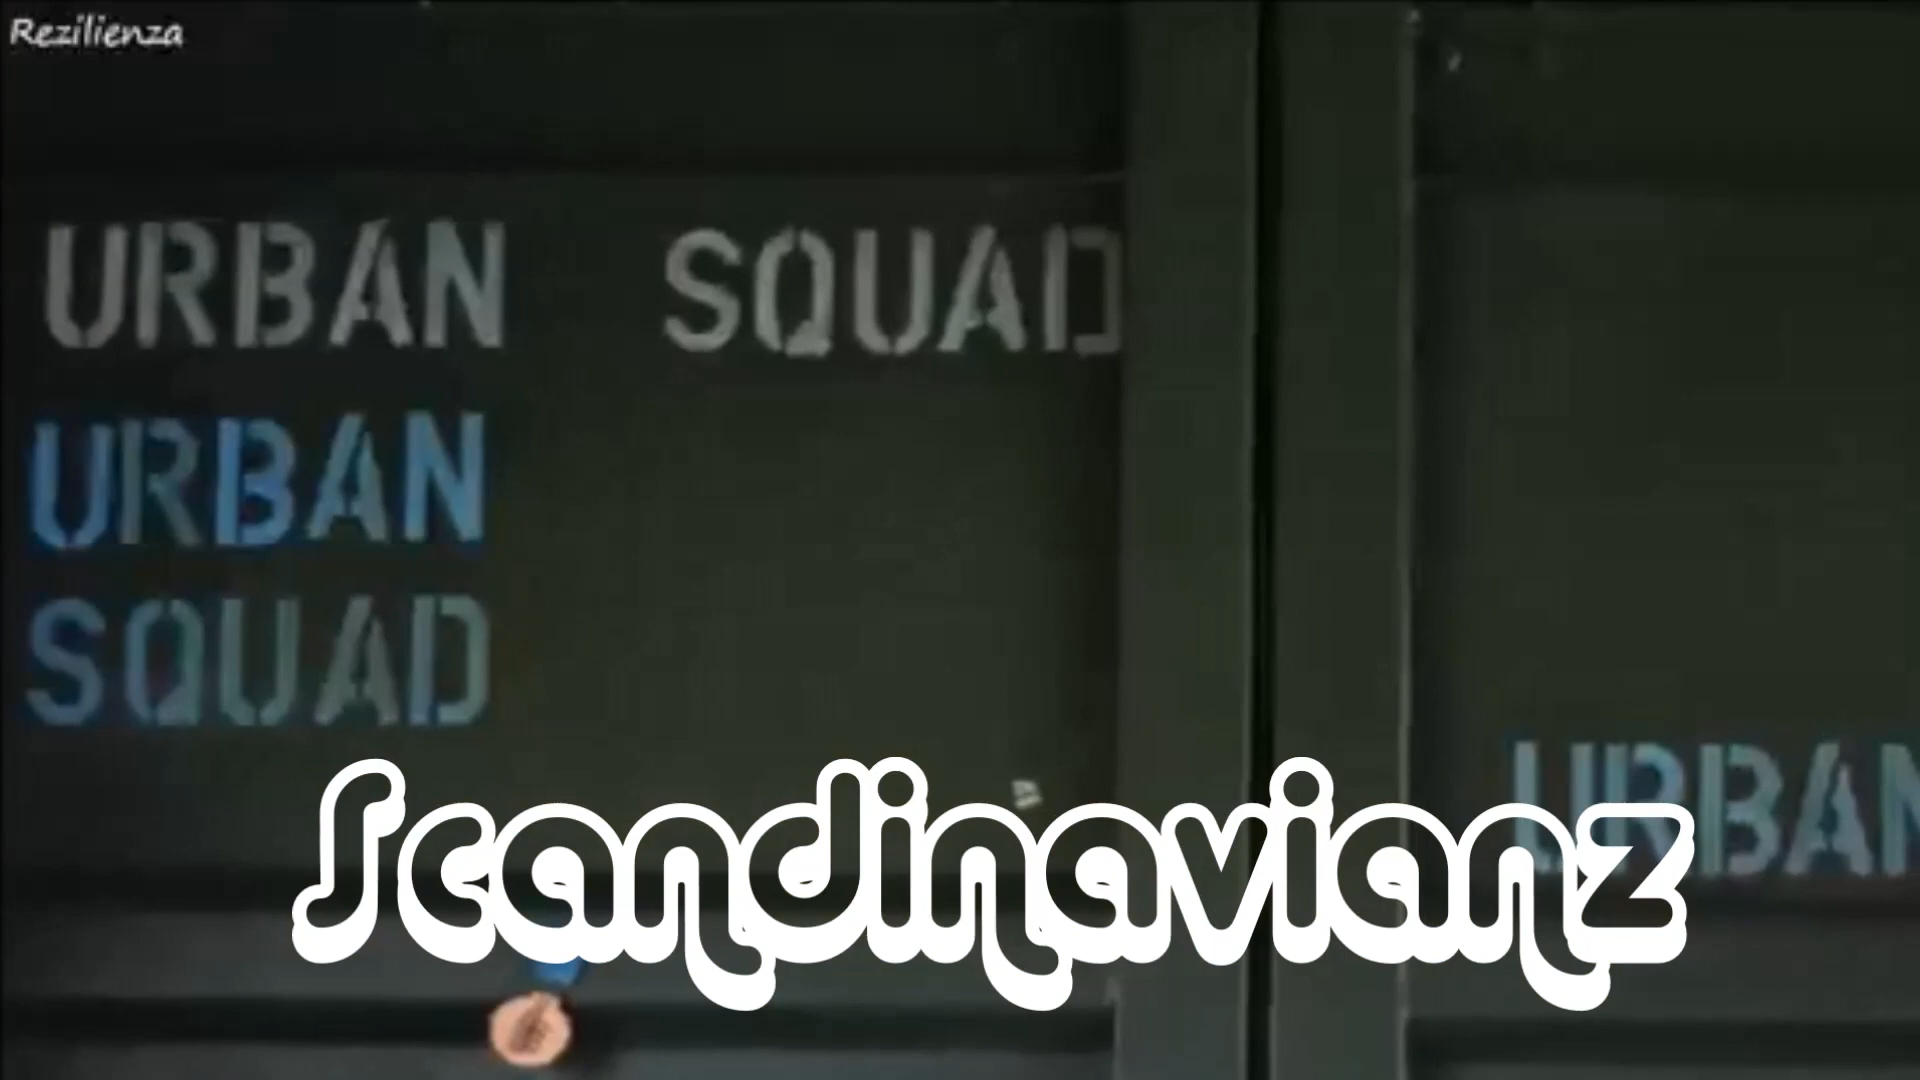 Rezilienza
URBAN SQUAD
URBAN
SQUAD
URBAN
Scandinavianz